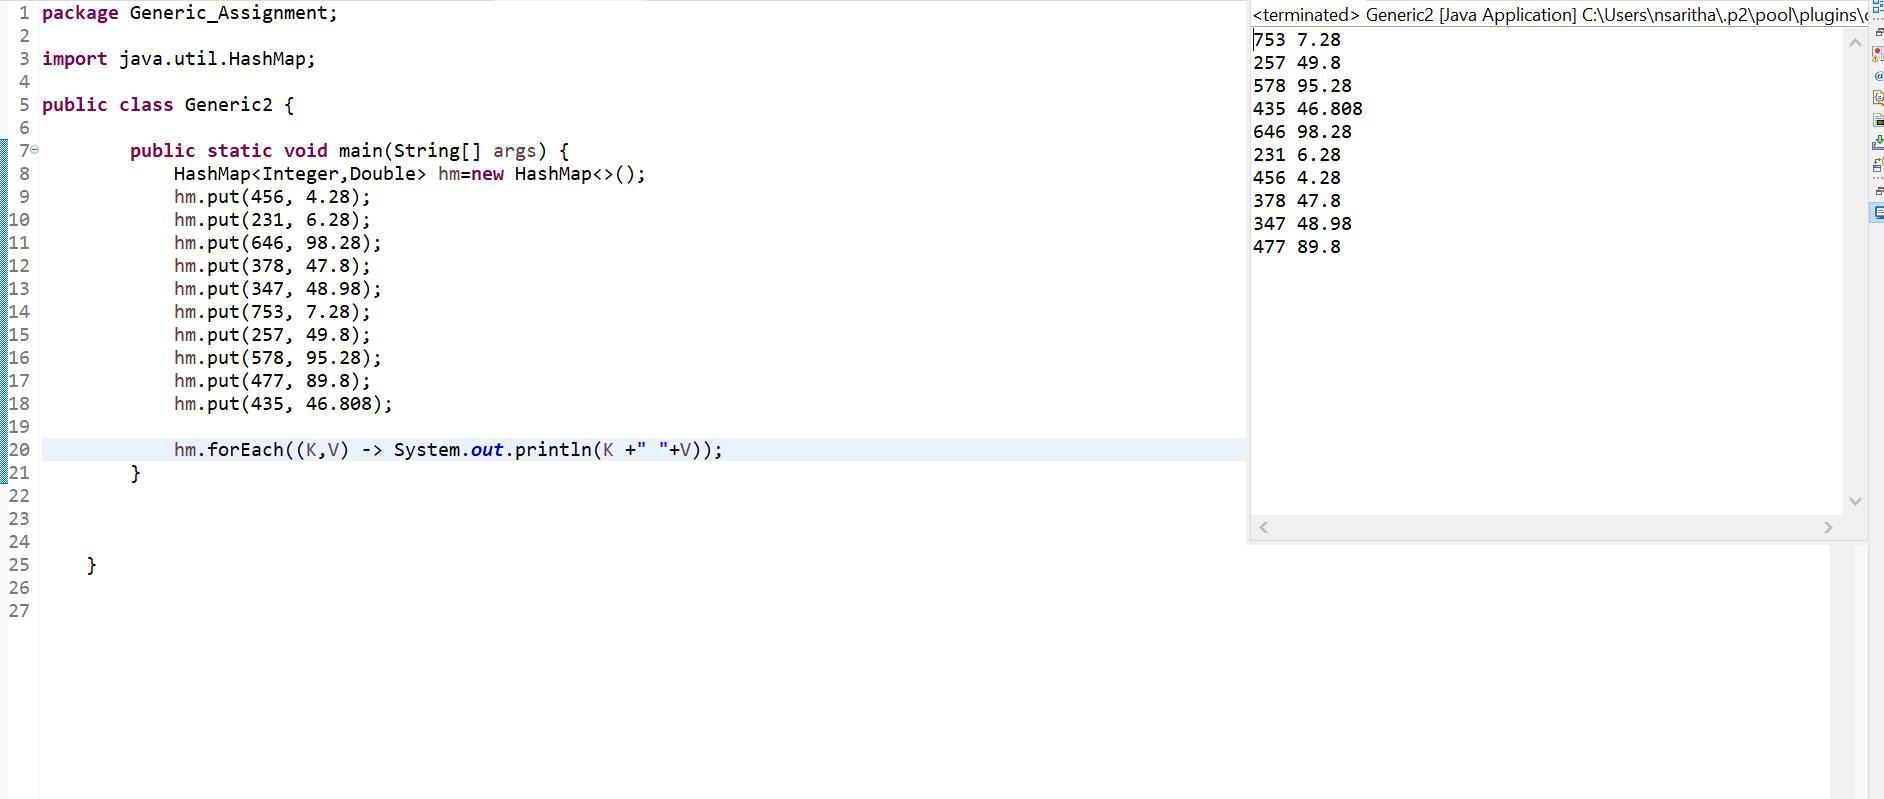 1 package Generic_Assignment;
2
3 import java.util.HashMap;
4
5 public class Generic2 {
6
7 public static void main(String[] args) {
8 HashMap<Integer,Double> hm=new HashMap<>();
9 hm.put(456, 4.28);
10 hm.put(231, 6.28);
11 hm.put(646, 98.28);
12 hm.put(378, 47.8);
13 hm.put(347, 48.98);
14 hm.put(753, 7.28);
15 hm.put(257, 49.8);
16 hm.put(578, 95.28);
17 hm.put(477, 89.8);
18 hm.put(435, 46.808);
19
20 hm.forEach((K,V) -> System.out.println(K +" "+V));
21 }
22
23
24
25 }
26
27
<terminated> Generic2 [Java Application] C:\Users\nsaritha\.p2\pool\plugins\
753 7.28
257 49.8
578 95.28
435 46.808
646 98.28
231 6.28
456 4.28
378 47.8
347 48.98
477 89.8